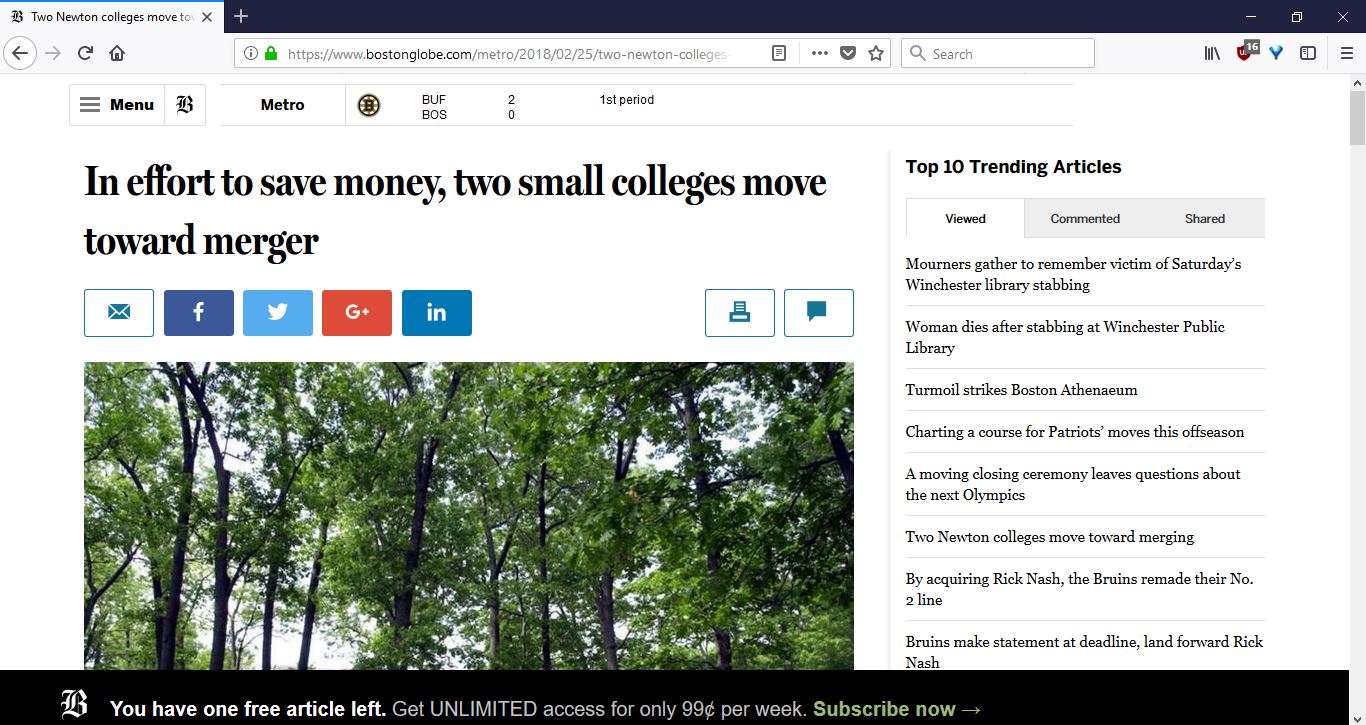 Two Newton colleges move to
https://www.bostonglobe.com/metro/2018/02/25/two-newton-colleges-
Search
16
Menu
B
Metro
B
BUF 2 1st period
BOS 0
In effort to save money, two small colleges move
toward merger
f
G+
in
Top 10 Trending Articles
Viewed Commented Shared
Mourners gather to remember victim of Saturday’s
Winchester library stabbing
Woman dies after stabbing at Winchester Public
Library
Turmoil strikes Boston Athenaeum
Charting a course for Patriots’ moves this offseason
A moving closing ceremony leaves questions about
the next Olympics
Two Newton colleges move toward merging
By acquiring Rick Nash, the Bruins remade their No.
2 line
Bruins make statement at deadline, land forward Rick
Nash
B
You have one free article left. Get UNLIMITED access for only 99¢ per week. Subscribe now →